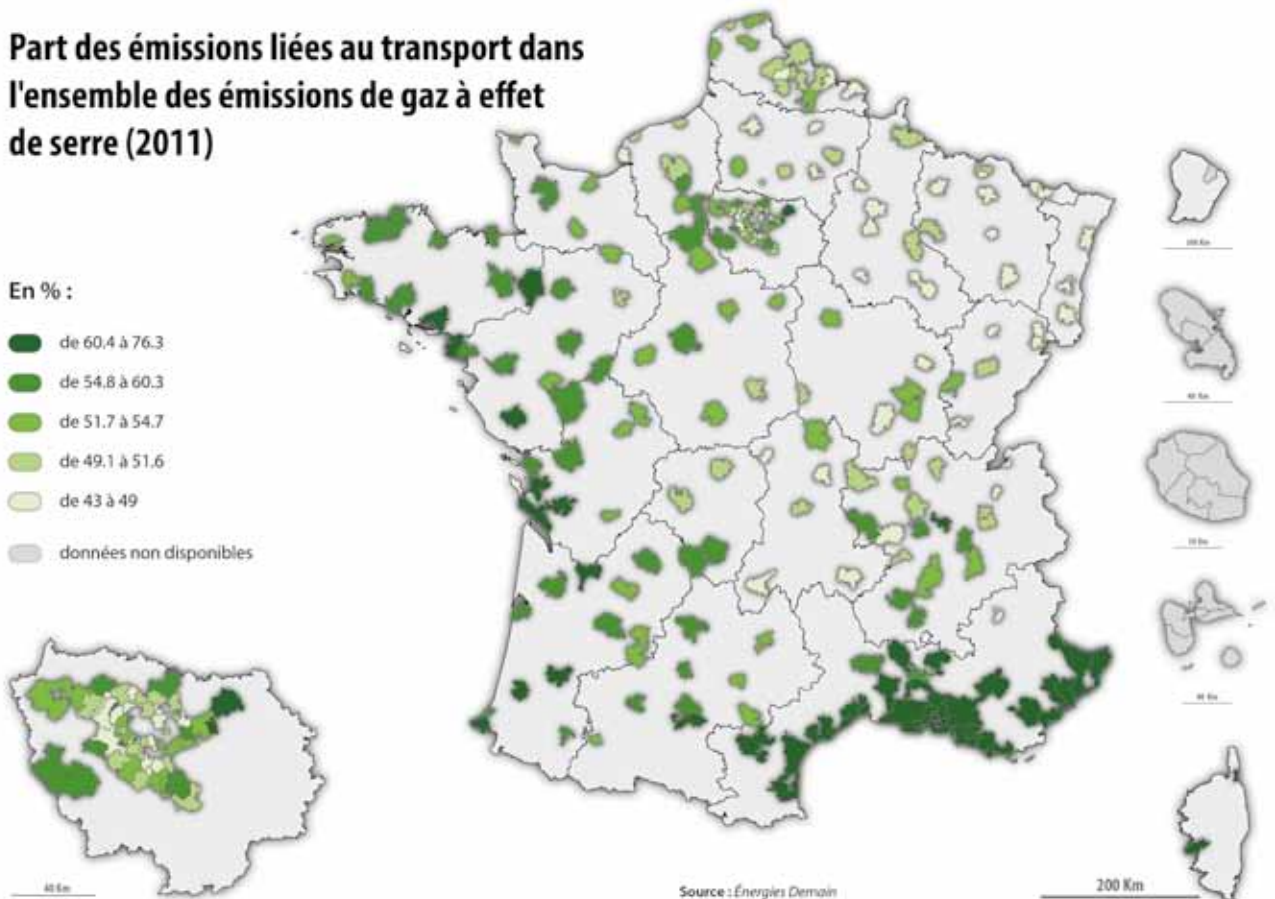 Part des émissions liées au transport dans
l'ensemble des émissions de gaz à effet
de serre (2011)
En % :
de 60.4 à 76.3
de 54.8 à 60.3
de 51.7 à 54.7
de 49.1 à 51.6
de 43 à 49
données non disponibles
40 Km
Source : Énergies Demain
200 Km